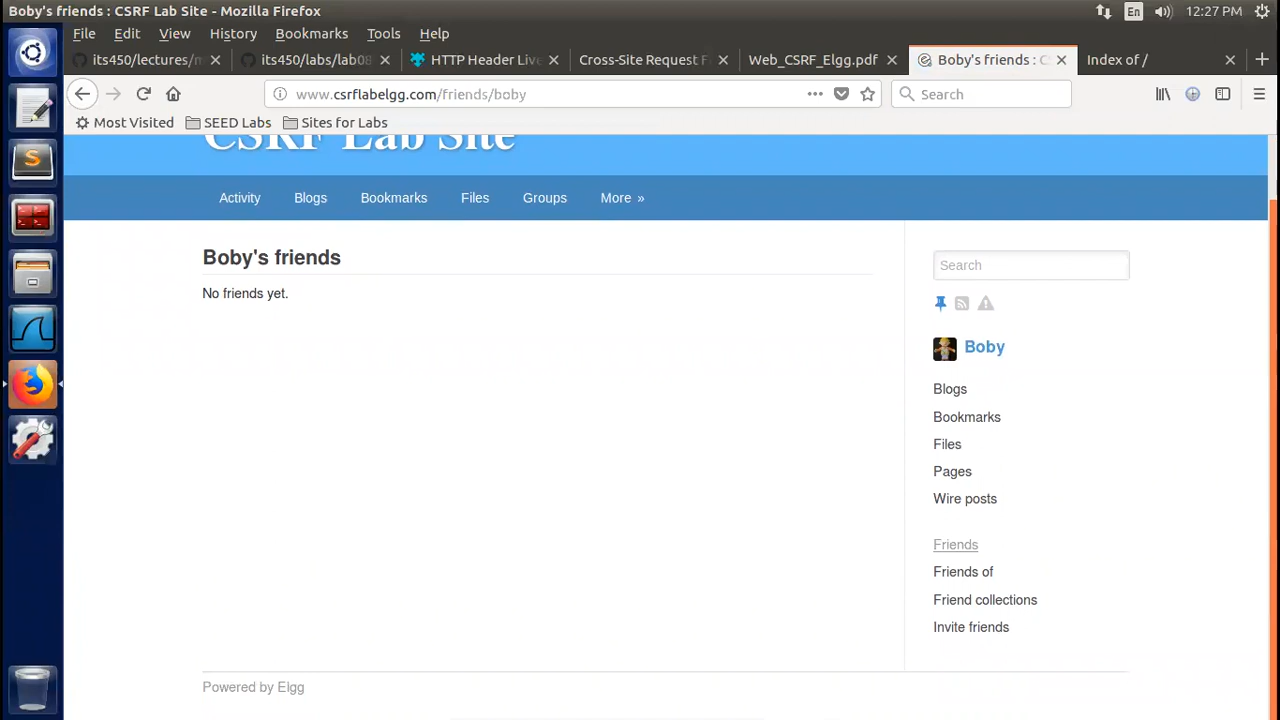 Boby's friends : CSRF Lab Site - Mozilla Firefox
En
12:27 PM
File Edit View History Bookmarks Tools Help
its450/lectures/m
its450/labs/lab08
HTTP Header Live
Cross-Site Request F
Web_CSRF_Elgg.pdf
Boby's friends : C
Index of /
www.csrflabelgg.com/friends/boby
Search
Most Visited
SEED Labs
Sites for Labs
CSRF Lab Site
Activity
Blogs
Bookmarks
Files
Groups
More »
Boby's friends
No friends yet.
Search
Boby
Blogs
Bookmarks
Files
Pages
Wire posts
Friends
Friends of
Friend collections
Invite friends
Powered by Elgg